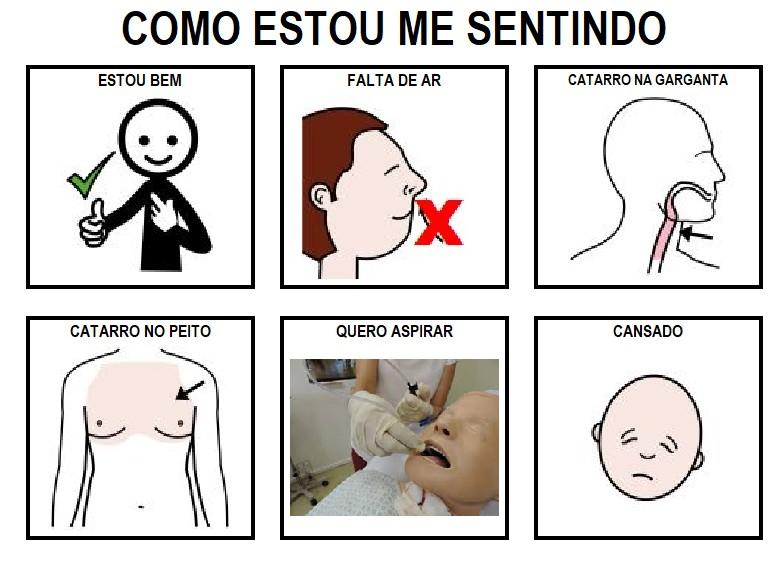 COMO ESTOU ME SENTINDO
ESTOU BEM
FALTA DE AR
CATARRO NA GARGANTA
CATARRO NO PEITO
QUERO ASPIRAR
CANSADO